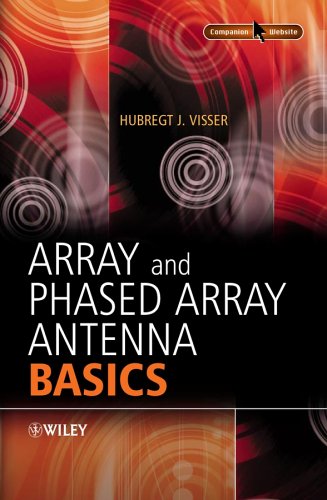 Companion Website
HUBREGT J. VISSER
ARRAY and
PHASED ARRAY
ANTENNA
BASICS
WILEY